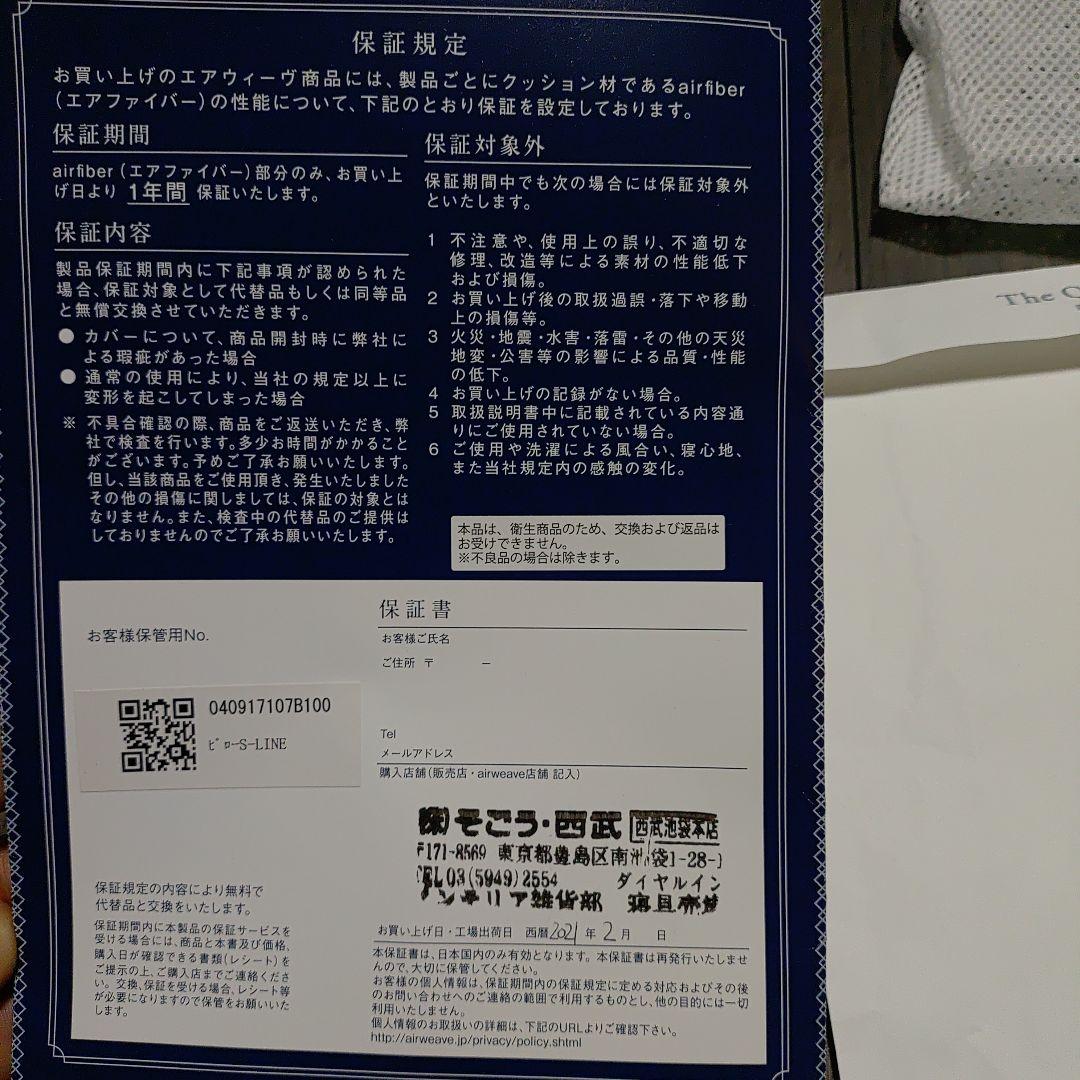 保証規定
お買い上げのエアウィーヴ商品には、製品ごとにクッション材であるairfiber
（エアファイバー）の性能について、下記のとおり保証を設定しております。
保証期間
airfiber（エアファイバー）部分のみ、お買い上
げ日より 1年間 保証いたします。
保証内容
製品保証期間内に下記事項が認められた
場合、保証対象として代替品もしくは同等品
と無償交換させていただきます。
● カバーについて、商品開封時に弊社に
よる瑕疵があった場合
● 通常の使用により、当社の規定以上に
変形を起こしてしまった場合
※ 不具合確認の際、商品をご返送いただき、弊
社で検査を行います。多少お時間がかかること
がございます。予めご了承お願いいたします。
但し、当該商品をご使用頂き、発生いたしました
その他の損傷に関しましては、保証の対象とは
なりません。また、検査中の代替品のご提供は
しておりませんのでご了承お願いいたします。
保証対象外
保証期間中でも次の場合には保証対象外
といたします。
1 不注意や、使用上の誤り、不適切な
修理、改造等による素材の性能低下
および損傷。
2 お買い上げ後の取扱過誤・落下や移動
上の損傷等。
3 火災・地震・水害・落雷・その他の天災
地変・公害等の影響による品質・性能
の低下。
4 お買い上げの記録がない場合。
5 取扱説明書中に記載されている内容通
りにご使用されていない場合。
6 ご使用や洗濯による風合い、寝心地、
また当社規定内の感触の変化。
本品は、衛生商品のため、交換および返品は
お受けできません。
※不良品の場合は除きます。
お客様保管用No.
040917107B100
ﾋﾟﾛｰS-LINE
保証規定の内容により無料で
代替品と交換をいたします。
保証期間内に本製品の保証サービスを
受ける場合には、商品と本書及び価格、
購入日が確認できる書類（レシート）を
ご提示の上、ご購入店までご連絡くださ
い。交換、保証を受ける場合、レシート等
が必要になりますので保管をお願いいた
します。
保証書
お客様ご氏名
ご住所 〒 －
Tel
メールアドレス
購入店舗（販売店・airweave店舗 記入）
㈱そごう・西武 西武池袋本店
〒171-8569 東京都豊島区南池袋1-28-1
TEL03(5949)2554 ダイヤルイン
インテリア雑貨部
お買い上げ日・工場出荷日 西暦2021年 2月 日
本保証書は、日本国内のみ有効となります。本保証書は再発行いたしませ
んので、大切に保管してください。
お客様の個人情報は、保証期間内の保証規定に定める対応およびその後
のお問い合わせへのご連絡の範囲で利用するものとし、他の目的には一切
利用いたしません。
個人情報のお取扱いの詳細は、下記のURLよりご確認下さい。
http://airweave.jp/privacy/policy.shtml
The